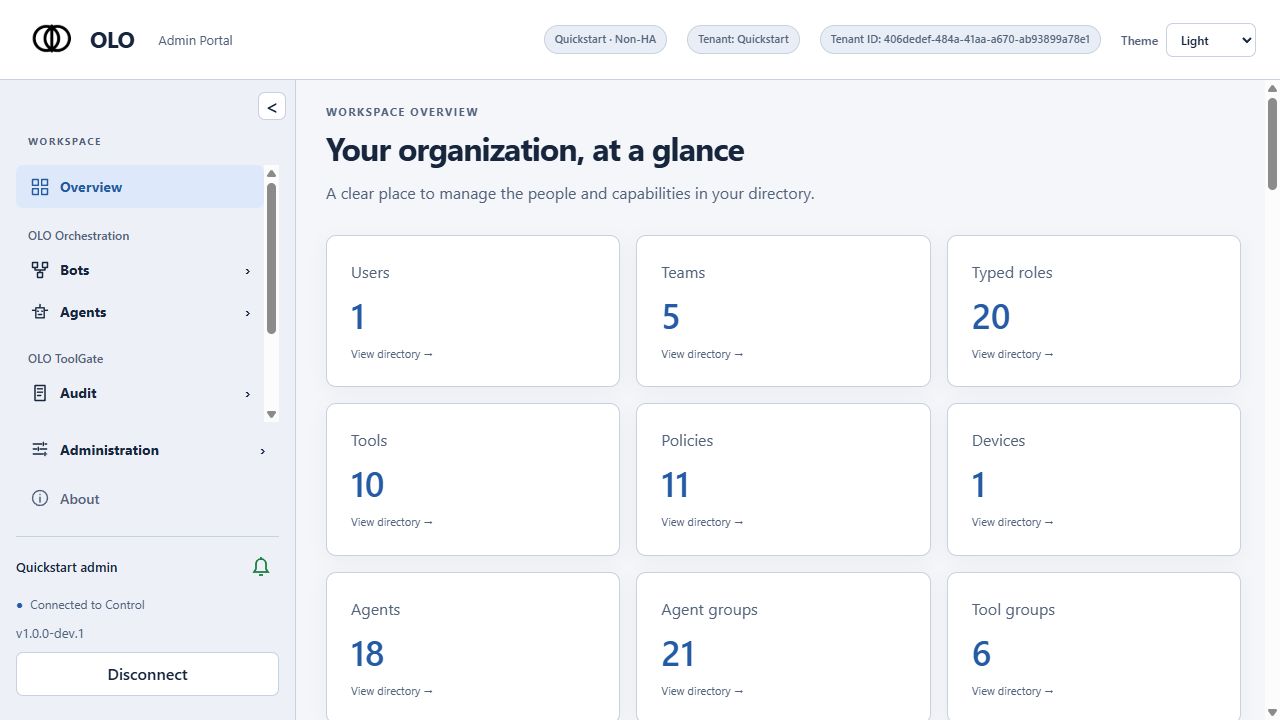 OLO
Admin Portal
Quickstart · Non-HA
Tenant: Quickstart
Tenant ID: 406dedef-484a-41aa-a670-ab93899a78e1
Theme
Light
<
WORKSPACE
Overview
OLO Orchestration
Bots ›
Agents ›
OLO ToolGate
Audit ›
Administration ›
About
Quickstart admin
● Connected to Control
v1.0.0-dev.1
Disconnect
WORKSPACE OVERVIEW
Your organization, at a glance
A clear place to manage the people and capabilities in your directory.
Users
1
View directory →
Teams
5
View directory →
Typed roles
20
View directory →
Tools
10
View directory →
Policies
11
View directory →
Devices
1
View directory →
Agents
18
View directory →
Agent groups
21
View directory →
Tool groups
6
View directory →